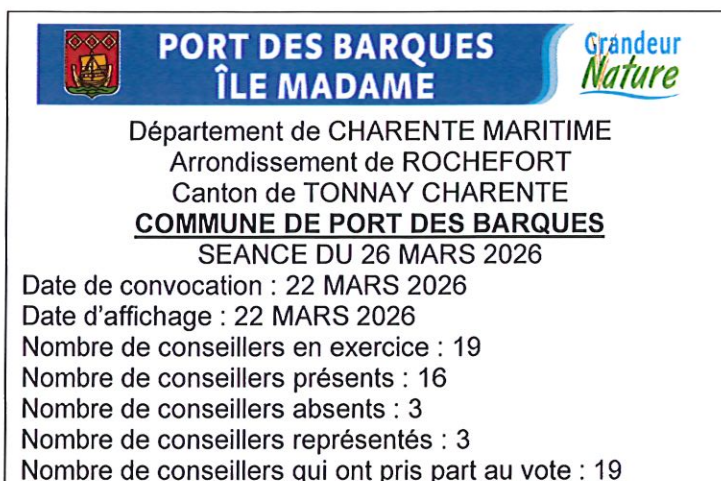 PORT DES BARQUES
ÎLE MADAME
Grandeur
Nature
Département de CHARENTE MARITIME
Arrondissement de ROCHEFORT
Canton de TONNAY CHARENTE
COMMUNE DE PORT DES BARQUES
SEANCE DU 26 MARS 2026
Date de convocation : 22 MARS 2026
Date d'affichage : 22 MARS 2026
Nombre de conseillers en exercice : 19
Nombre de conseillers présents : 16
Nombre de conseillers absents : 3
Nombre de conseillers représentés : 3
Nombre de conseillers qui ont pris part au vote : 19